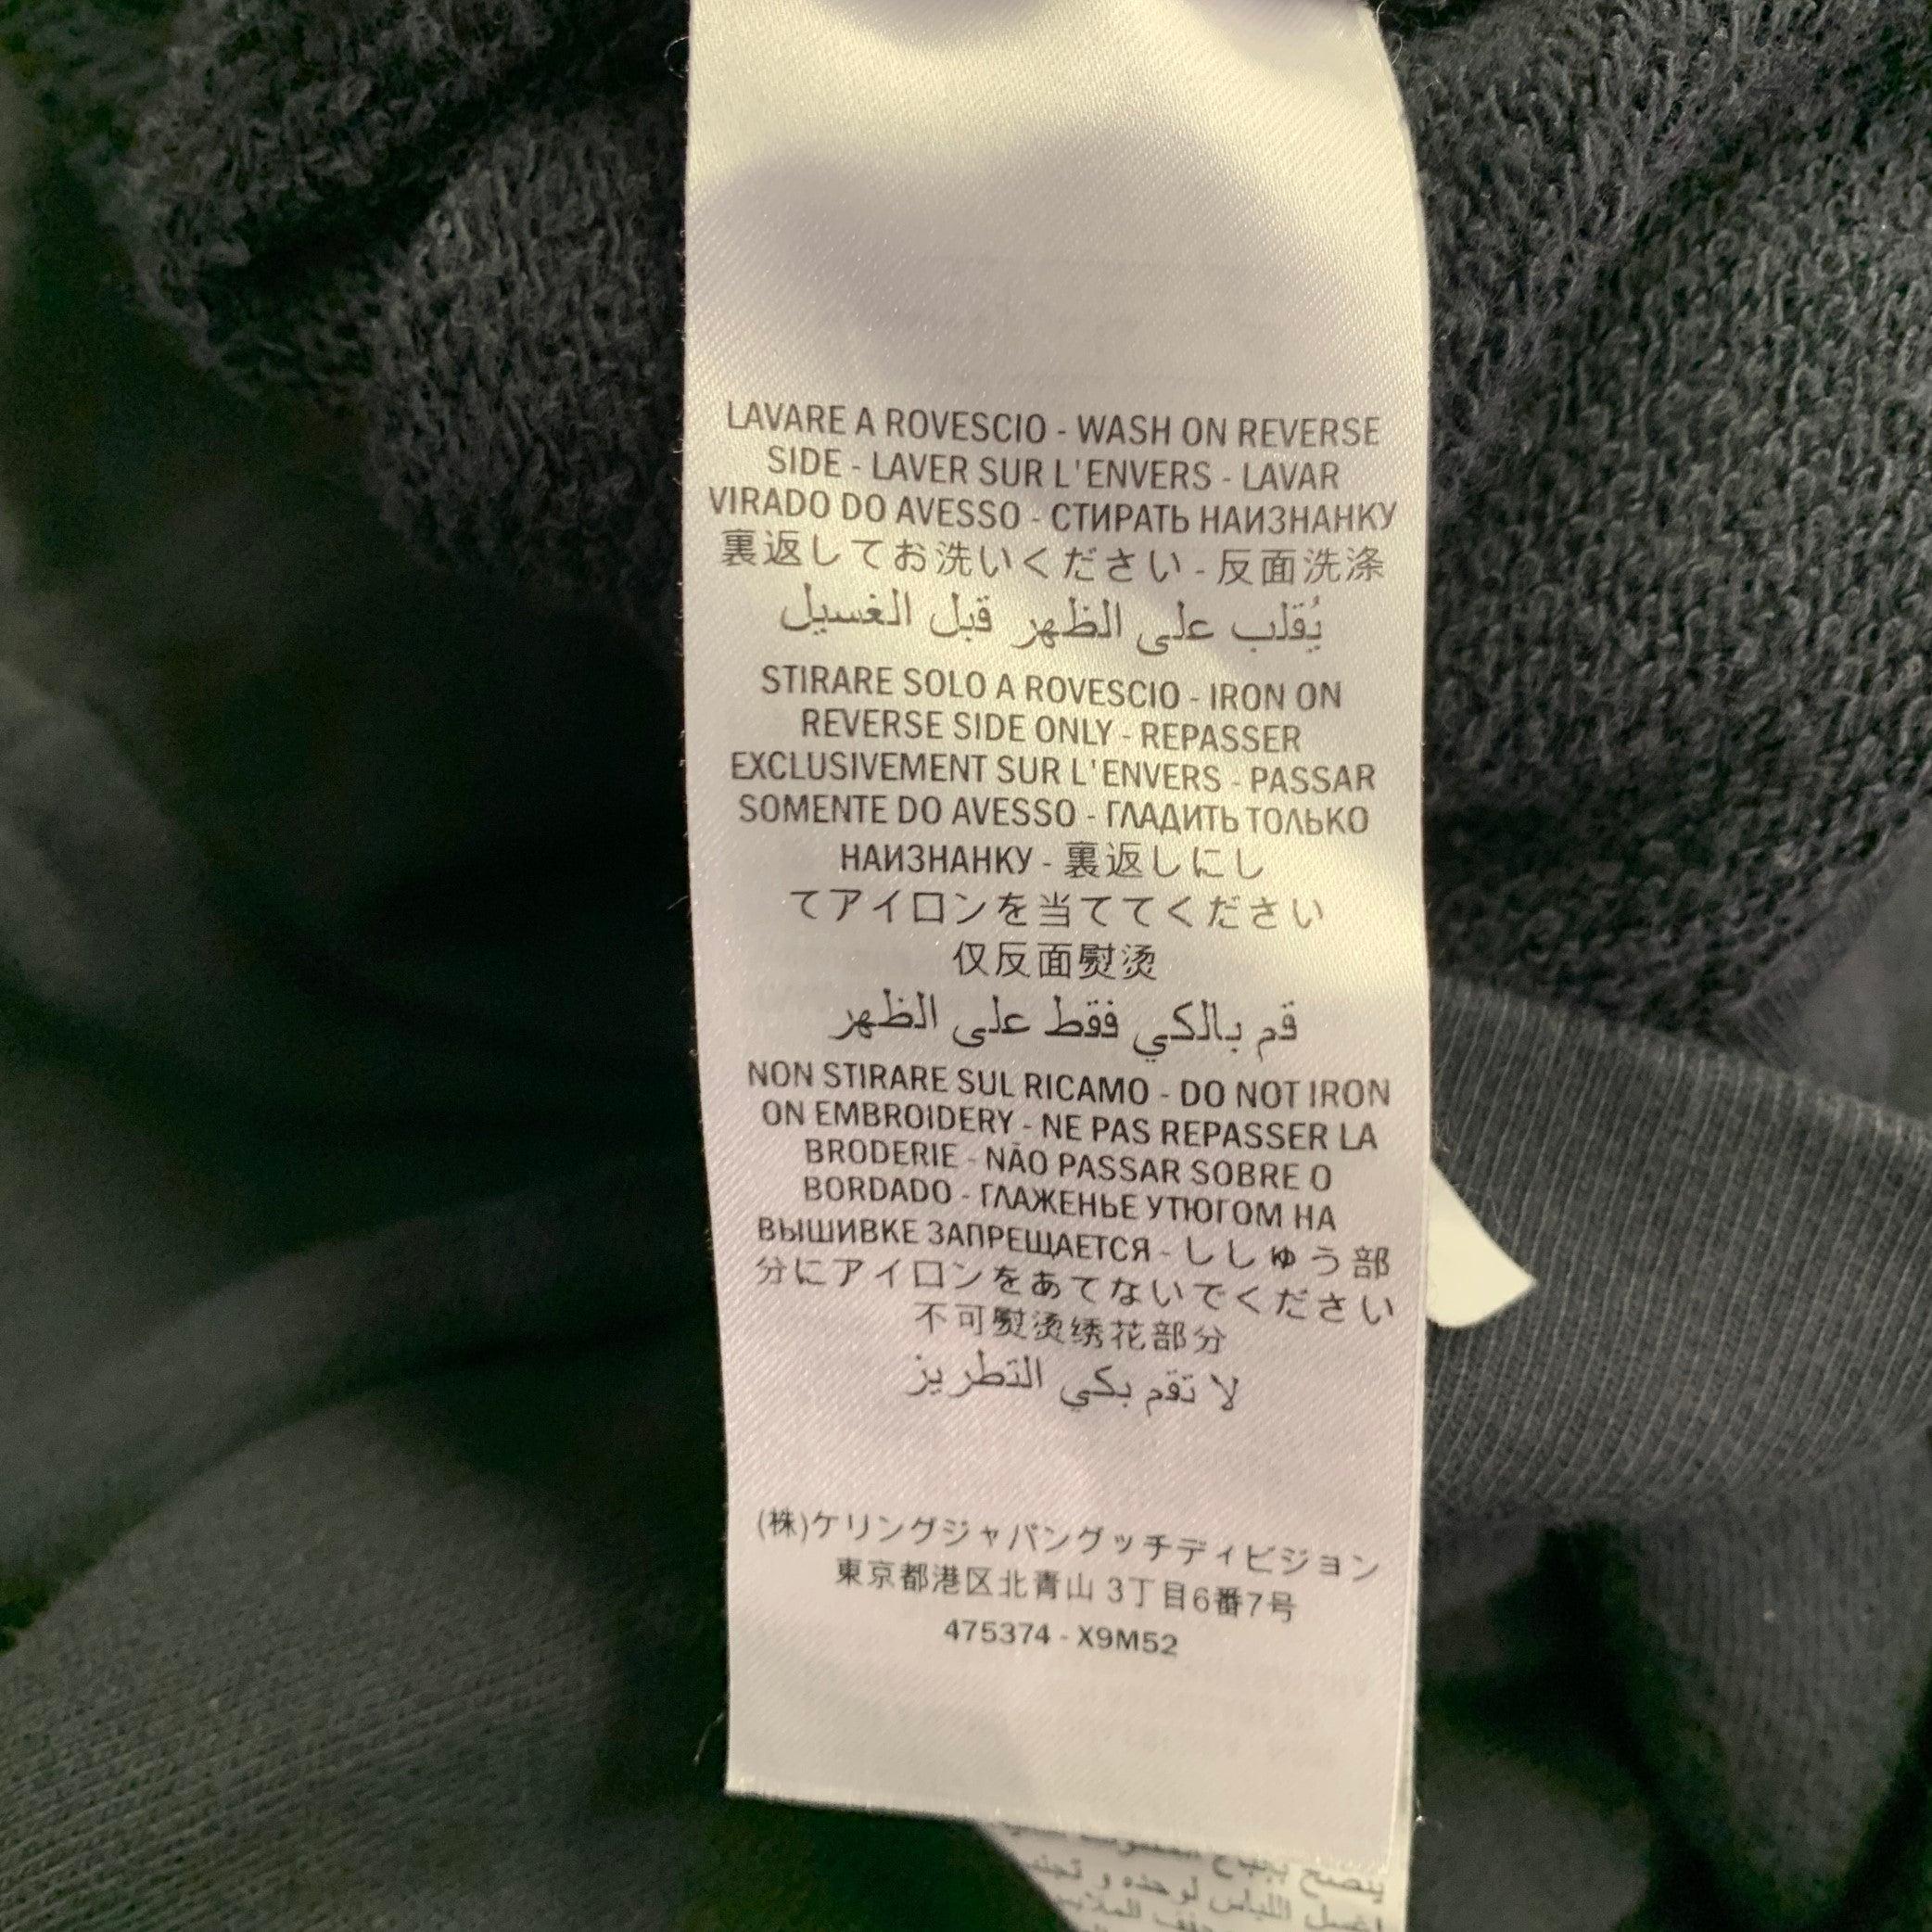 LAVARE A ROVESCIO - WASH ON REVERSE
SIDE - LAVER SUR L'ENVERS - LAVAR
VIRADO DO AVESSO - СТИРАТЬ НАИЗНАНКУ
裏返してお洗いください - 反面洗涤
يُقلب على الظهر قبل الغسيل
STIRARE SOLO A ROVESCIO - IRON ON
REVERSE SIDE ONLY - REPASSER
EXCLUSIVEMENT SUR L'ENVERS - PASSAR
SOMENTE DO AVESSO - ГЛАДИТЬ ТОЛЬКО
НАИЗНАНКУ - 裏返しにし
てアイロンを当ててください
仅反面熨烫
قم بالكي فقط على الظهر
NON STIRARE SUL RICAMO - DO NOT IRON
ON EMBROIDERY - NE PAS REPASSER LA
BRODERIE - NÃO PASSAR SOBRE O
BORDADO - ГЛАЖЕНЬЕ УТЮГОМ НА
ВЫШИВКЕ ЗАПРЕЩАЕТСЯ - ししゅう部
分にアイロンをあてないでください
不可熨烫绣花部分
لا تقم بكي التطريز
(株)ケリングジャパングッチディビジョン
東京都港区北青山 3丁目6番7号
475374 - X9M52
ينصح
اغسل اللباس لوحده و